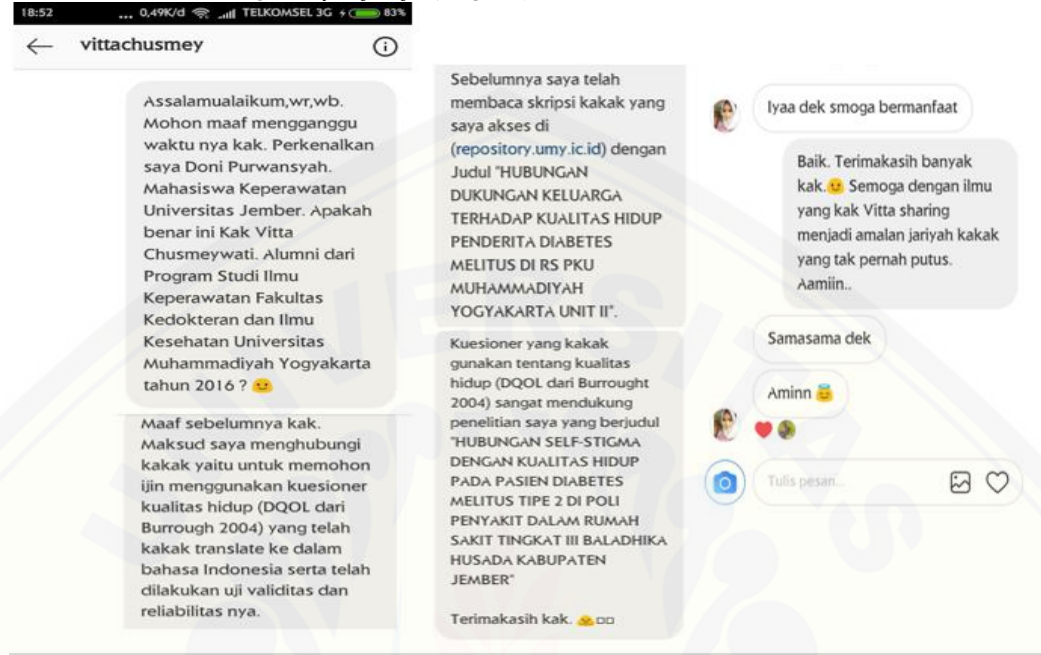 18:52
... 0,49K/d TELKOMSEL 3G 83%
vittachusmey
Assalamualaikum,wr,wb.
Mohon maaf mengganggu
waktu nya kak. Perkenalkan
saya Doni Purwansyah.
Mahasiswa Keperawatan
Universitas Jember. Apakah
benar ini Kak Vitta
Chusmeywati. Alumni dari
Program Studi Ilmu
Keperawatan Fakultas
Kedokteran dan Ilmu
Kesehatan Universitas
Muhammadiyah Yogyakarta
tahun 2016 ? 😐
Maaf sebelumnya kak.
Maksud saya menghubungi
kakak yaitu untuk memohon
ijin menggunakan kuesioner
kualitas hidup (DQOL dari
Burrough 2004) yang telah
kakak translate ke dalam
bahasa Indonesia serta telah
dilakukan uji validitas dan
reliabilitas nya.
Sebelumnya saya telah
membaca skripsi kakak yang
saya akses di
(repository.umy.ic.id) dengan
Judul "HUBUNGAN
DUKUNGAN KELUARGA
TERHADAP KUALITAS HIDUP
PENDERITA DIABETES
MELITUS DI RS PKU
MUHAMMADIYAH
YOGYAKARTA UNIT II".
Kuesioner yang kakak
gunakan tentang kualitas
hidup (DQOL dari Burrought
2004) sangat mendukung
penelitian saya yang berjudul
"HUBUNGAN SELF-STIGMA
DENGAN KUALITAS HIDUP
PADA PASIEN DIABETES
MELITUS TIPE 2 DI POLI
PENYAKIT DALAM RUMAH
SAKIT TINGKAT III BALADHIKA
HUSADA KABUPATEN
JEMBER"
Terimakasih kak. 🙏
Iyaa dek smoga bermanfaat
Baik. Terimakasih banyak
kak.😐 Semoga dengan ilmu
yang kak Vitta sharing
menjadi amalan jariyah kakak
yang tak pernah putus.
Aamiin..
Samasama dek
Aminn 😇
Tulis pesan...